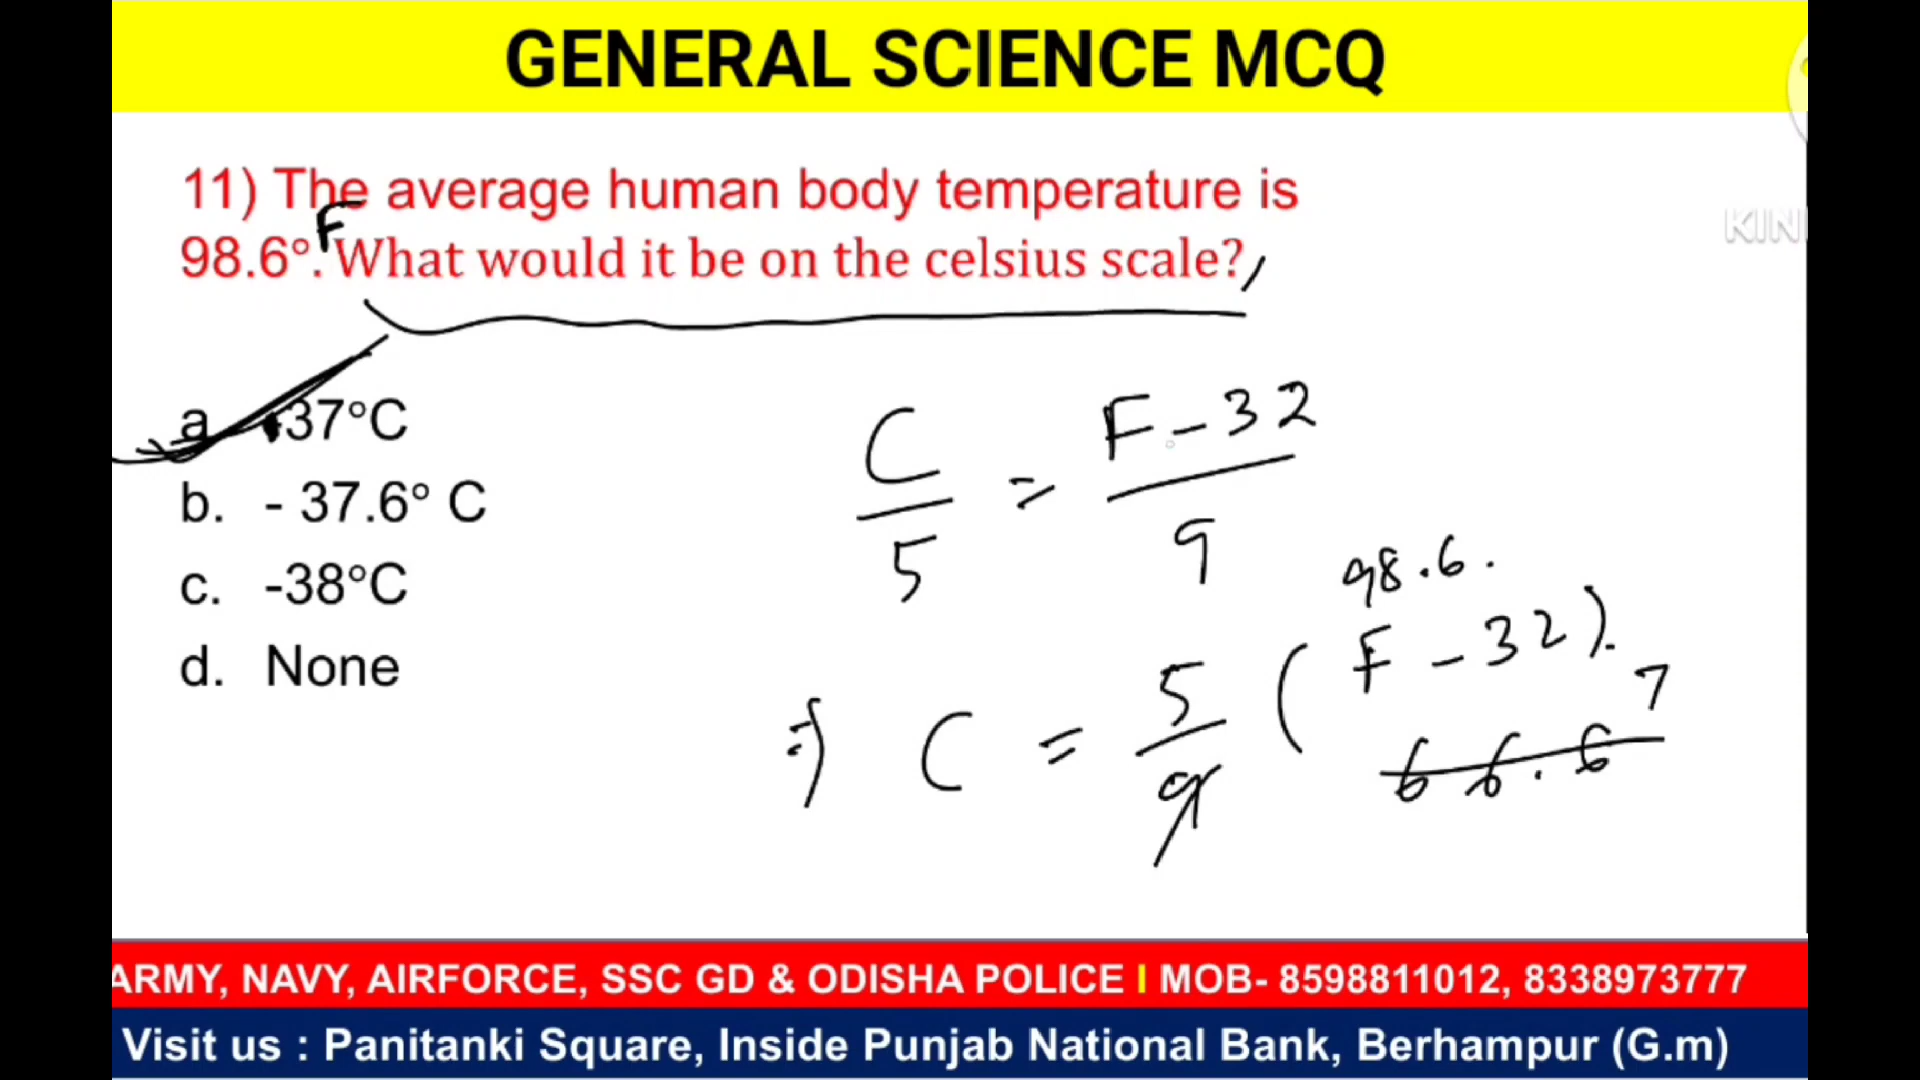 GENERAL SCIENCE MCQ
11) The average human body temperature is
98.6°. F What would it be on the celsius scale?
KIN
a 37°C
b. - 37.6° C
c. -38°C
d. None
C/5 = F - 32/9
98.6.
⇒ C = 5/9 (F - 32).
7
66.6
ARMY, NAVY, AIRFORCE, SSC GD & ODISHA POLICE I MOB- 8598811012, 8338973777
Visit us : Panitanki Square, Inside Punjab National Bank, Berhampur (G.m)